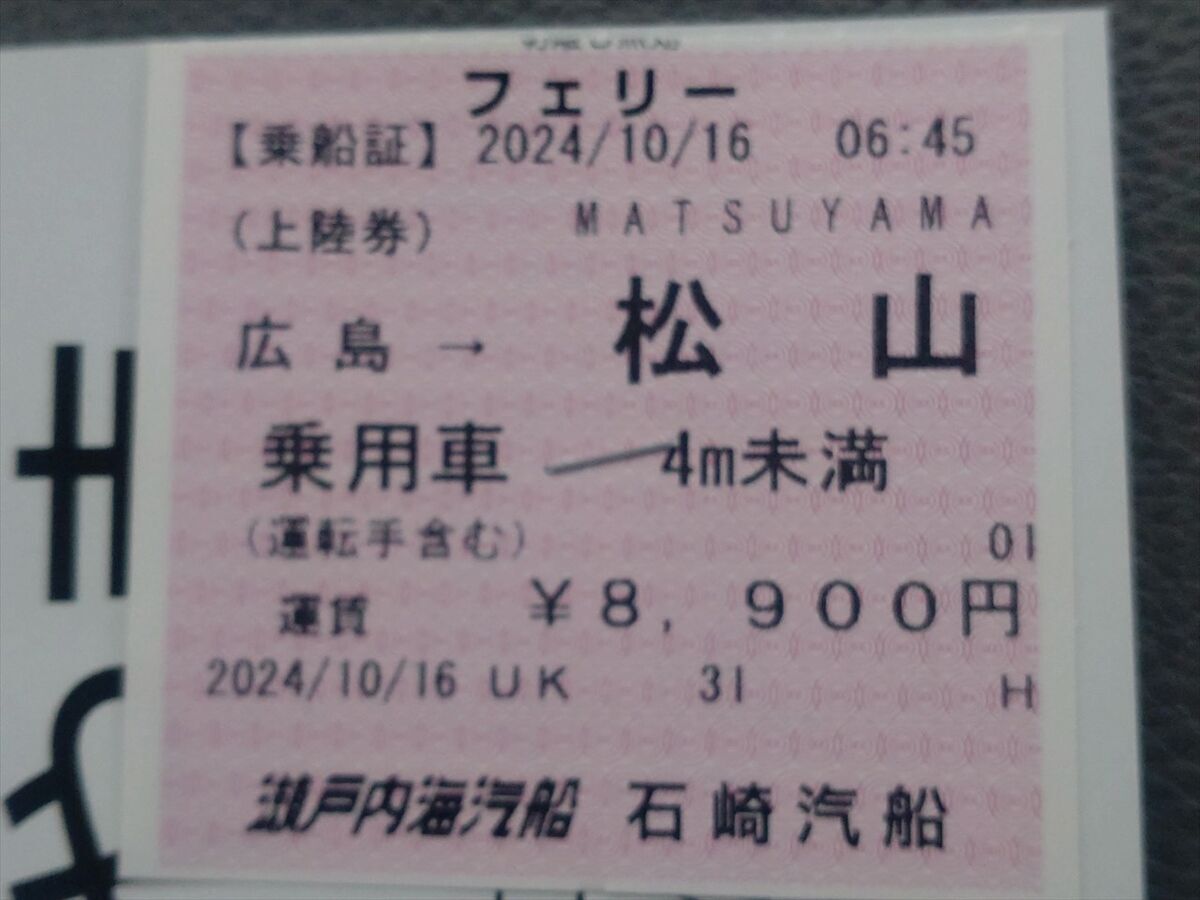 フェリー
【乗船証】 2024/10/16 06:45
(上陸券) MATSUYAMA
広島 → 松山
乗用車 4m未満
(運転手含む) 01
運賃 ¥8,900円
2024/10/16 UK 31 H
瀬戸内海汽船 石崎汽船